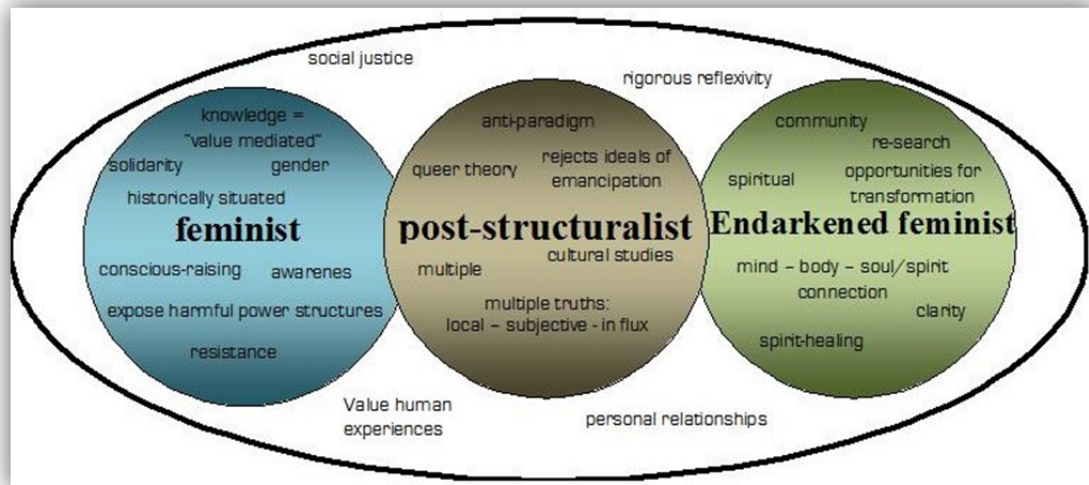 social justice
rigorous reflexivity
knowledge =
"value mediated"
solidarity
gender
historically situated
feminist
conscious-raising
awarenes
expose harmful power structures
resistance
anti-paradigm
queer theory
rejects ideals of
emancipation
post-structuralist
cultural studies
multiple
multiple truths:
local – subjective - in flux
community
re-search
spiritual
opportunities for
transformation
Endarkened feminist
mind – body – soul/spirit
connection
clarity
spirit-healing
Value human
experiences
personal relationships